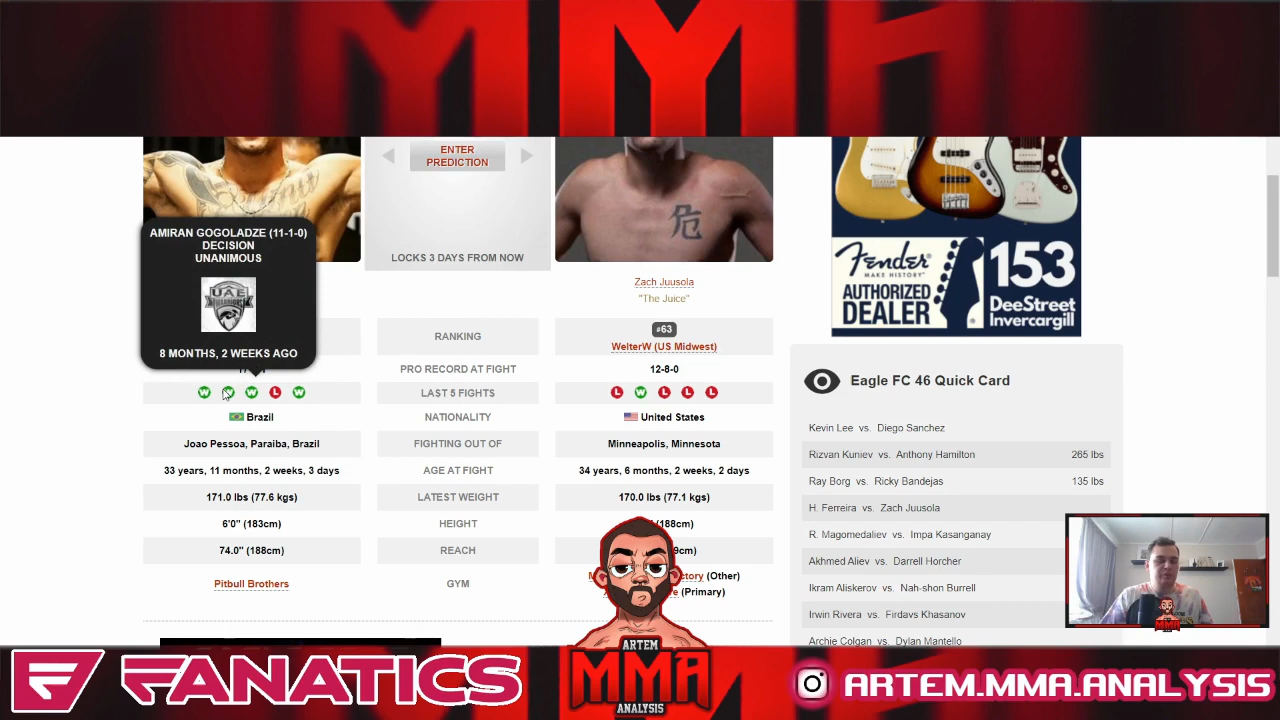 MMA
ENTER
PREDICTION
LOCKS 3 DAYS FROM NOW
AMIRAN GOGOLADZE (11-1-0)
DECISION
UNANIMOUS
UAE
WARRIORS
8 MONTHS, 2 WEEKS AGO
危
Zach Juusola
"The Juice"
RANKING
#63
WelterW (US Midwest)
PRO RECORD AT FIGHT
12-8-0
W W W L W
LAST 5 FIGHTS
L W L L L
Brazil
NATIONALITY
United States
Joao Pessoa, Paraiba, Brazil
FIGHTING OUT OF
Minneapolis, Minnesota
33 years, 11 months, 2 weeks, 3 days
AGE AT FIGHT
34 years, 6 months, 2 weeks, 2 days
171.0 lbs (77.6 kgs)
LATEST WEIGHT
170.0 lbs (77.1 kgs)
6'0" (183cm)
HEIGHT
(188cm)
74.0" (188cm)
REACH
Pitbull Brothers
GYM
(Other)
(Primary)
Fender
MAKE HISTORY
AUTHORIZED
DEALER
153
DeeStreet
Invercargill
Eagle FC 46 Quick Card
Kevin Lee vs. Diego Sanchez
Rizvan Kuniev vs. Anthony Hamilton 265 lbs
Ray Borg vs. Ricky Bandejas 135 lbs
H. Ferreira vs. Zach Juusola
R. Magomedaliev vs. Impa Kasanganay
Akhmed Aliev vs. Darrell Horcher
Ikram Aliskerov vs. Nah-shon Burrell
Irwin Rivera vs. Firdavs Khasanov
Archie Colgan vs. Dylan Mantello
FANATICS
ARTEM
MMA
ANALYSIS
ARTEM.MMA.ANALYSIS
MMA